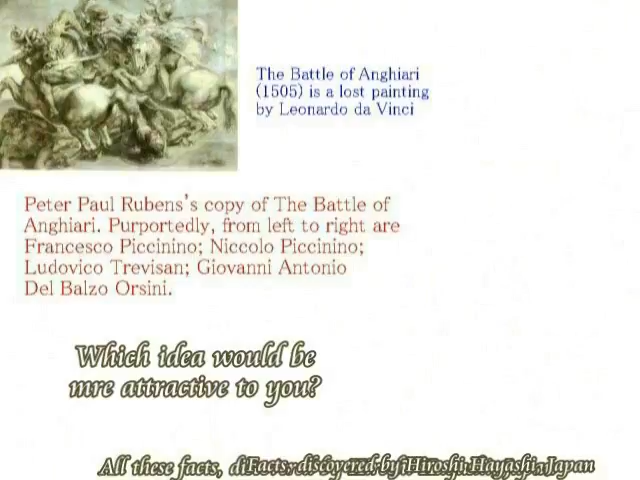 The Battle of Anghiari
(1505) is a lost painting
by Leonardo da Vinci
Peter Paul Rubens's copy of The Battle of
Anghiari. Purportedly, from left to right are
Francesco Piccinino; Niccolo Piccinino;
Ludovico Trevisan; Giovanni Antonio
Del Balzo Orsini.
Which idea would be
mre attractive to you?
All these facts,
Facts, discovered by Hiroshi Hayashi, Japan